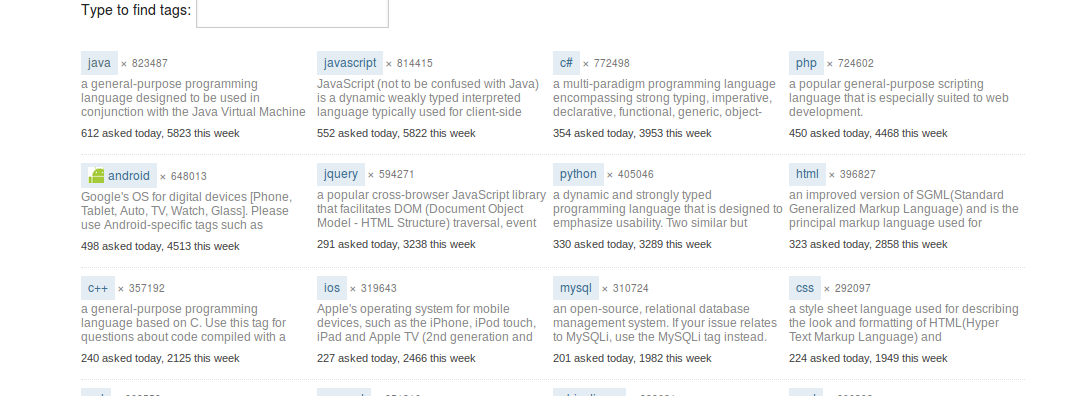 Type to find tags:
java × 823487
a general-purpose programming
language designed to be used in
conjunction with the Java Virtual Machine
612 asked today, 5823 this week
javascript × 814415
JavaScript (not to be confused with Java)
is a dynamic weakly typed interpreted
language typically used for client-side
552 asked today, 5822 this week
c# × 772498
a multi-paradigm programming language
encompassing strong typing, imperative,
declarative, functional, generic, object-
354 asked today, 3953 this week
php × 724602
a popular general-purpose scripting
language that is especially suited to web
development.
450 asked today, 4468 this week
android × 648013
Google's OS for digital devices [Phone,
Tablet, Auto, TV, Watch, Glass]. Please
use Android-specific tags such as
498 asked today, 4513 this week
jquery × 594271
a popular cross-browser JavaScript library
that facilitates DOM (Document Object
Model - HTML Structure) traversal, event
291 asked today, 3238 this week
python × 405046
a dynamic and strongly typed
programming language that is designed to
emphasize usability. Two similar but
330 asked today, 3289 this week
html × 396827
an improved version of SGML(Standard
Generalized Markup Language) and is the
principal markup language used for
323 asked today, 2858 this week
c++ × 357192
a general-purpose programming
language based on C. Use this tag for
questions about code compiled with a
240 asked today, 2125 this week
ios × 319643
Apple's operating system for mobile
devices, such as the iPhone, iPod touch,
iPad and Apple TV (2nd generation and
227 asked today, 2466 this week
mysql × 310724
an open-source, relational database
management system. If your issue relates
to MySQLi, use the MySQLi tag instead.
201 asked today, 1982 this week
css × 292097
a style sheet language used for describing
the look and formatting of HTML(Hyper
Text Markup Language) and
224 asked today, 1949 this week